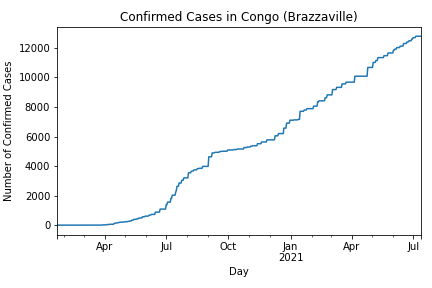 Confirmed Cases in Congo (Brazzaville)
12000
10000
8000
6000
4000
2000
0
Number of Confirmed Cases
Apr
Jul
Oct
Jan
2021
Apr
Jul
Day